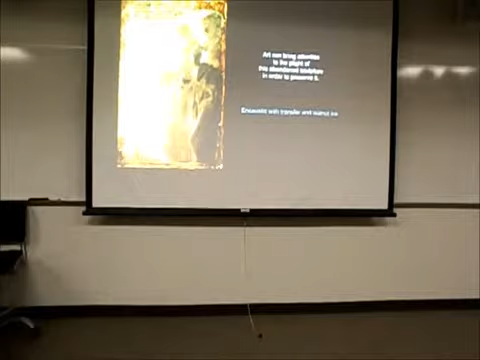 Art can bring attention
to the plight of
this abandoned sculpture
in order to preserve it.
Encaustic with transfer and walnut ink